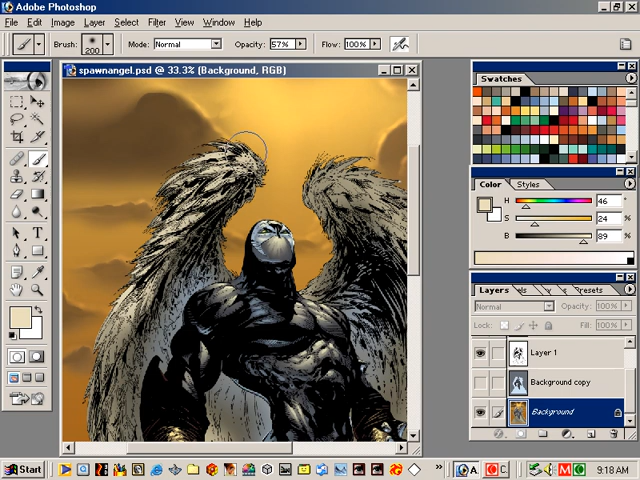 Adobe Photoshop
File Edit Image Layer Select Filter View Window Help
Brush: 200 Mode: Normal Opacity: 57% Flow: 100%
spawnangel.psd @ 33.3% (Background, RGB)
Swatches
Color Styles
H 46 °
S 24 %
B 89 %
Layers resets
Normal Opacity: 100%
Lock: Fill: 100%
Layer 1
Background copy
Background
Start A. C. 9:18 AM